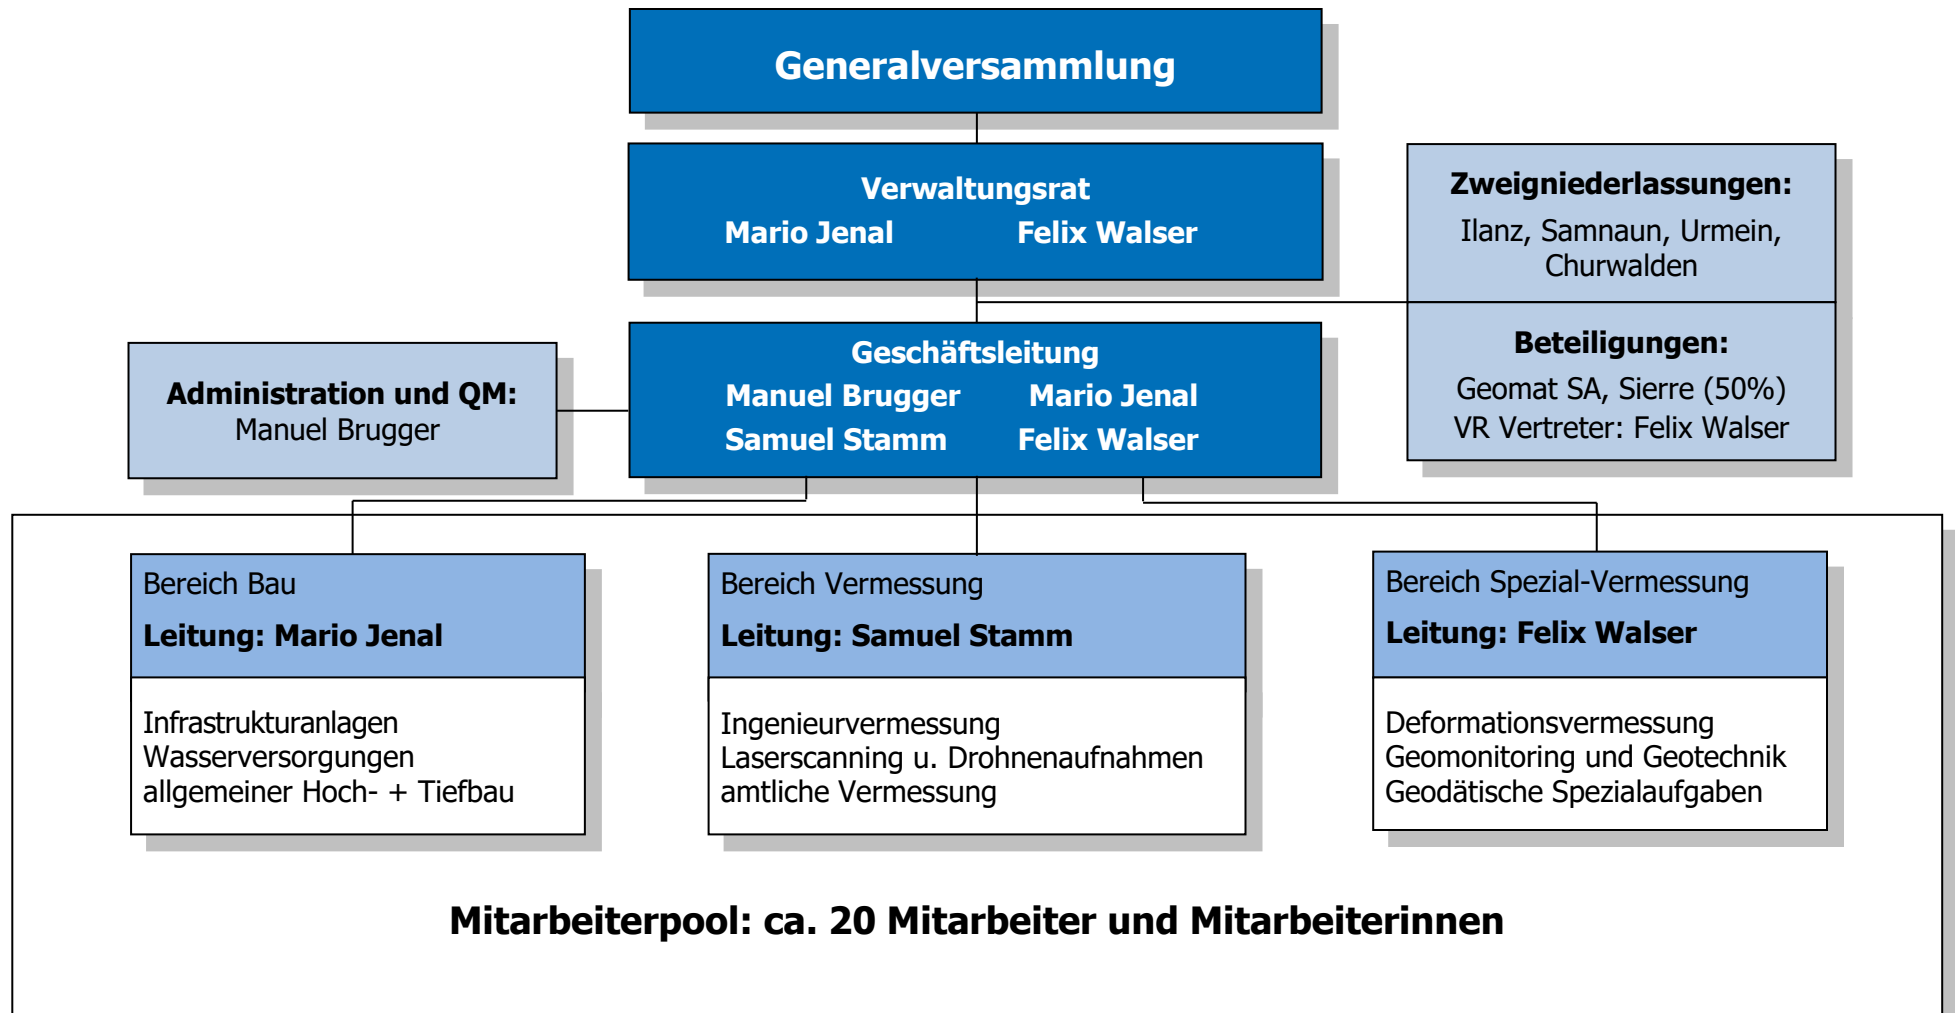 Generalversammlung
Verwaltungsrat
Mario Jenal Felix Walser
Zweigniederlassungen:
Ilanz, Samnaun, Urmein,
Churwalden
Beteiligungen:
Geomat SA, Sierre (50%)
VR Vertreter: Felix Walser
Geschäftsleitung
Manuel Brugger Mario Jenal
Samuel Stamm Felix Walser
Administration und QM:
Manuel Brugger
Bereich Bau
Leitung: Mario Jenal
Infrastrukturanlagen
Wasserversorgungen
allgemeiner Hoch- + Tiefbau
Bereich Vermessung
Leitung: Samuel Stamm
Ingenieurvermessung
Laserscanning u. Drohnenaufnahmen
amtliche Vermessung
Bereich Spezial-Vermessung
Leitung: Felix Walser
Deformationsvermessung
Geomonitoring und Geotechnik
Geodätische Spezialaufgaben
Mitarbeiterpool: ca. 20 Mitarbeiter und Mitarbeiterinnen